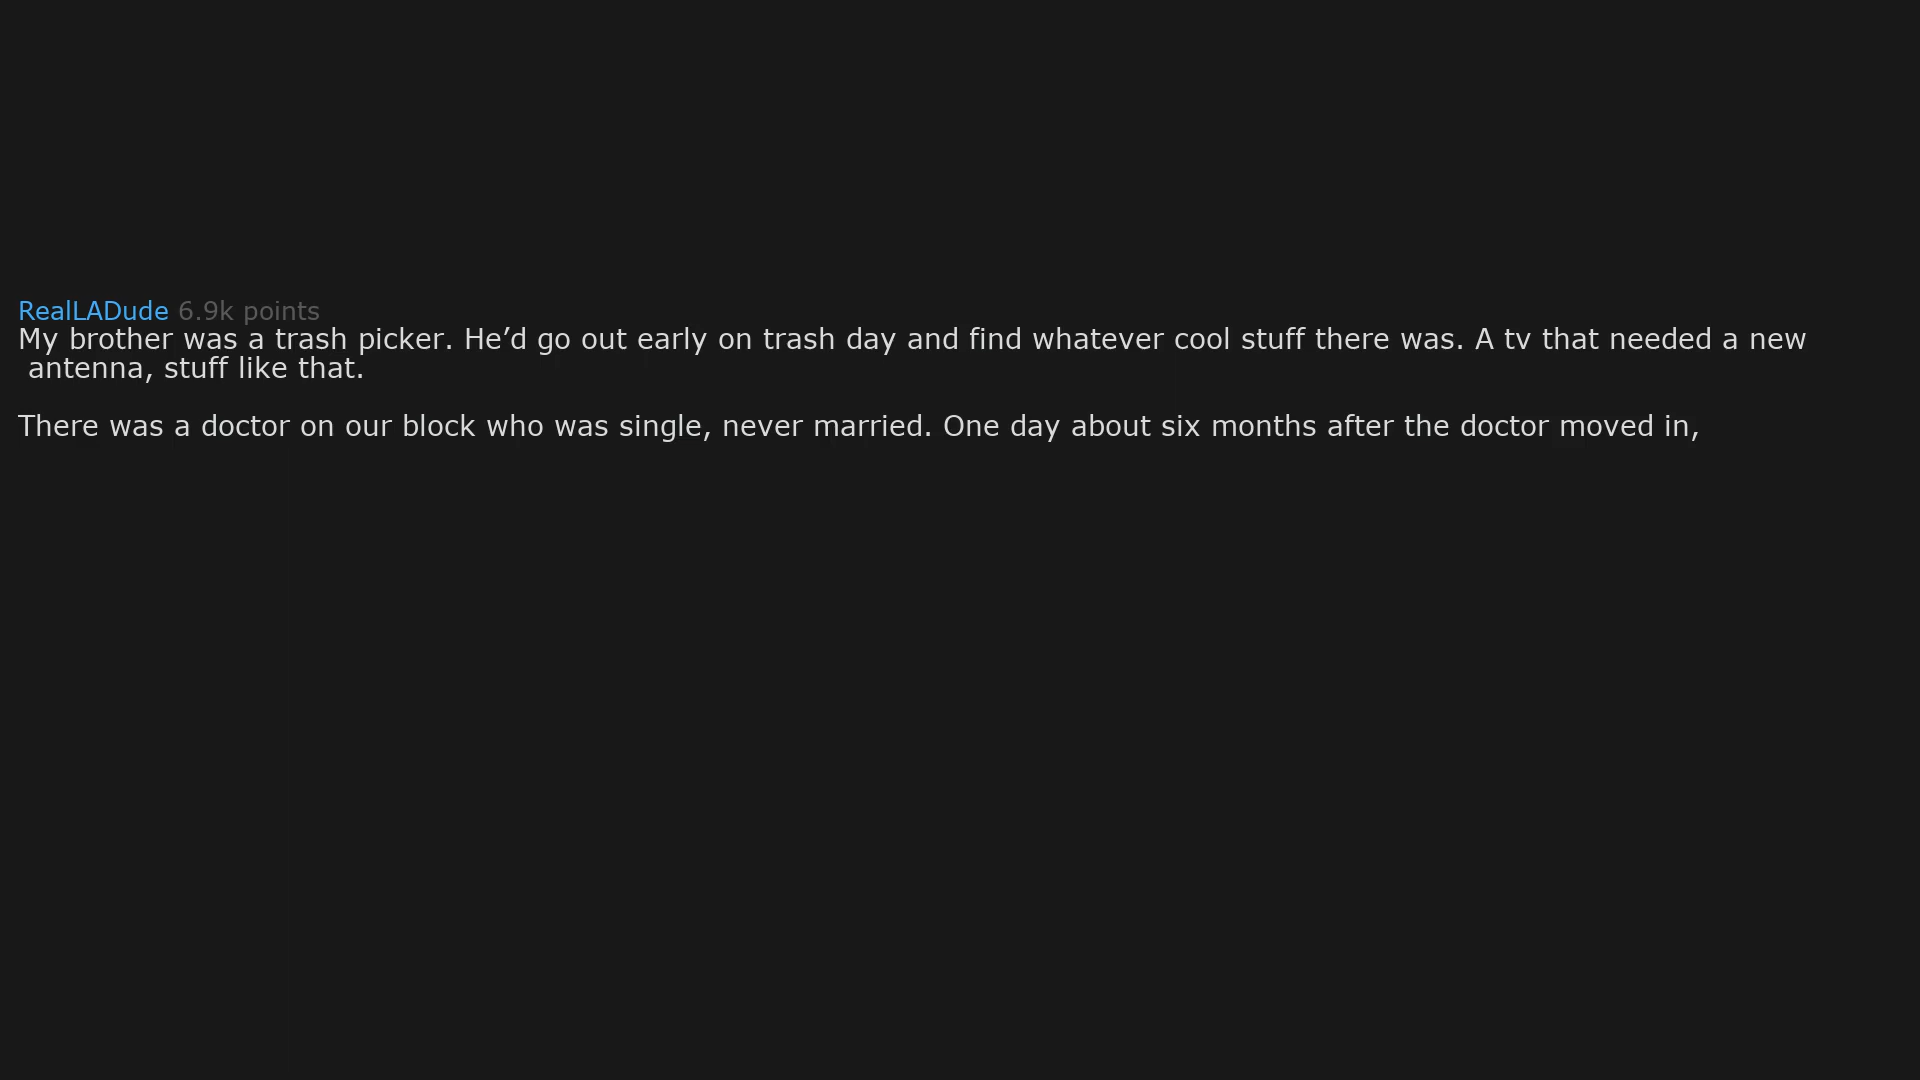 RealLADude 6.9k points
My brother was a trash picker. He’d go out early on trash day and find whatever cool stuff there was. A tv that needed a new
antenna, stuff like that.
There was a doctor on our block who was single, never married. One day about six months after the doctor moved in,